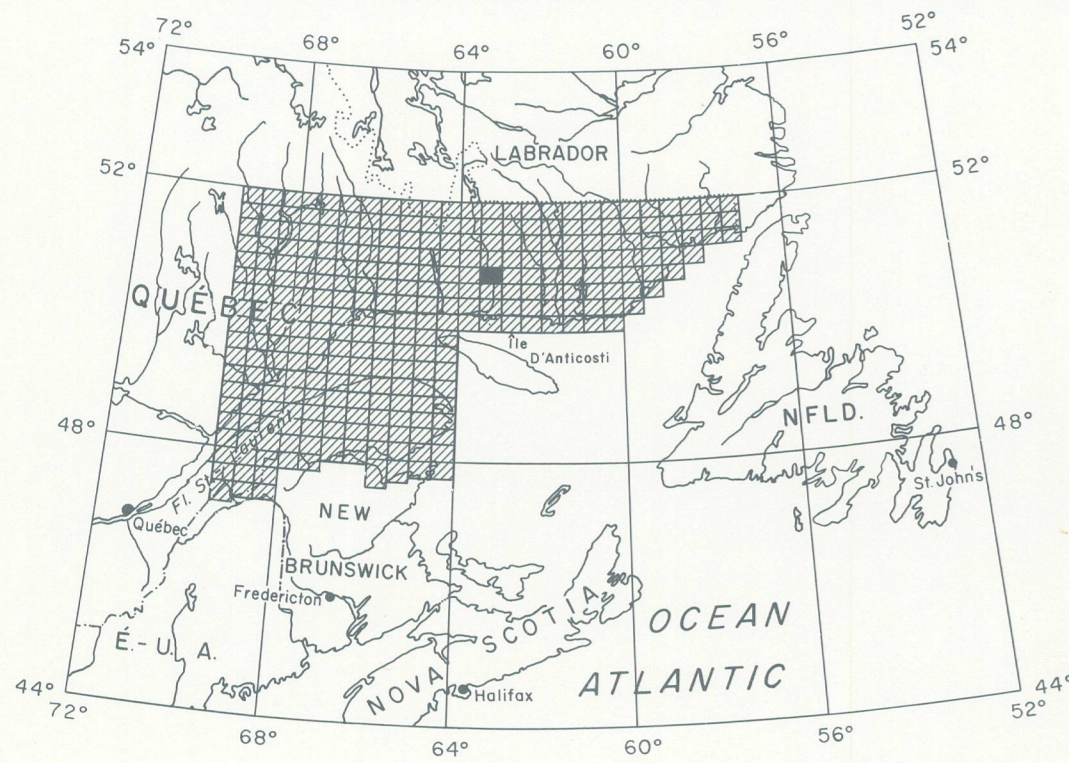 72°
68°
64°
60°
56°
52°
54°
54°
LABRADOR
52°
52°
QUÉBEC
Île
D'Anticosti
NFLD.
48°
48°
St. John's
Fl. St. Laurent
Québec
NEW
BRUNSWICK
Fredericton
NOVA SCOTIA
OCEAN
ATLANTIC
É.-U. A.
Halifax
44°
44°
72°
68°
64°
60°
56°
52°